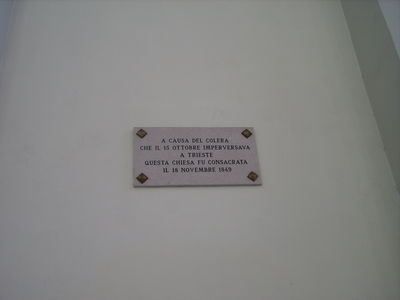 A CAUSA DEL COLERA
CHE IL 15 OTTOBRE IMPERVERSAVA
A TRIESTE
QUESTA CHIESA FU CONSACRATA
IL 18 NOVEMBRE 1849